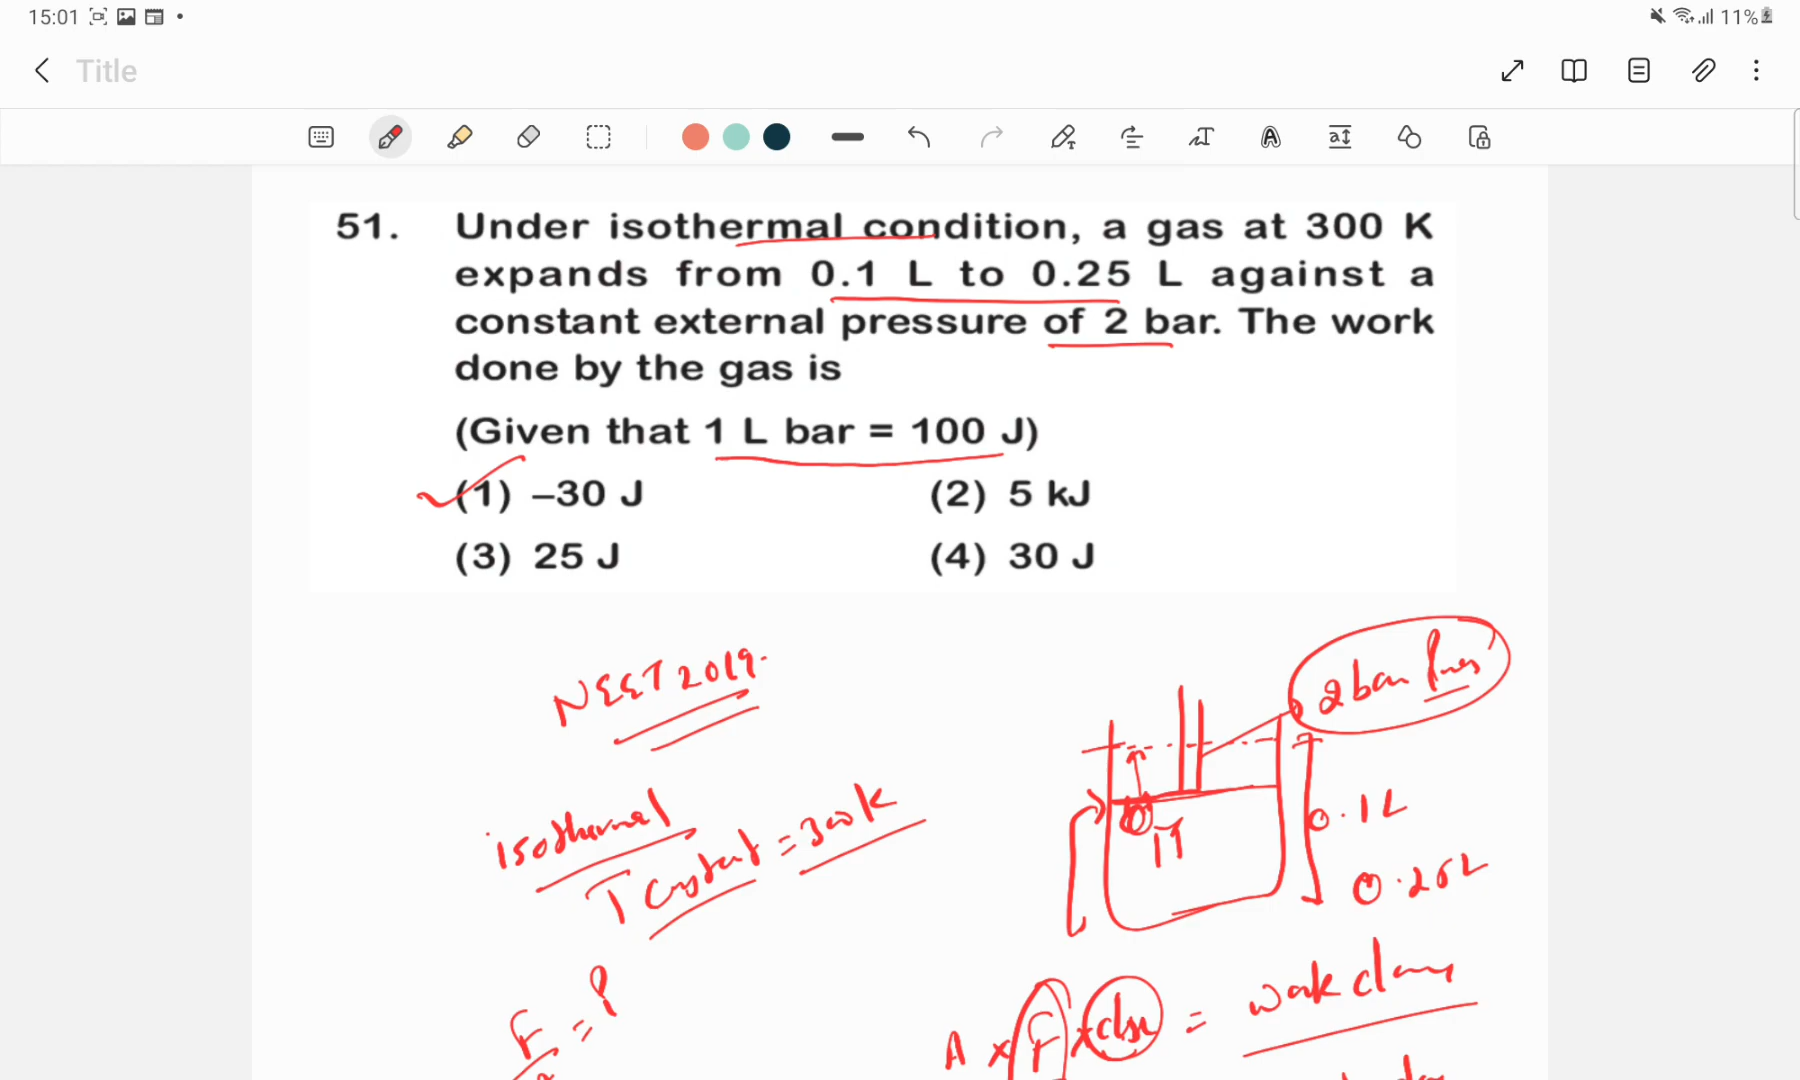 15:01
11%
Title
51. Under isothermal condition, a gas at 300 K
expands from 0.1 L to 0.25 L against a
constant external pressure of 2 bar. The work
done by the gas is
(Given that 1 L bar = 100 J)
(1) –30 J (2) 5 kJ
(3) 25 J (4) 30 J
NEET 2019.
2 bar
isothermal
T constant = 300 K
0.1 L
0.25 L
F = P
A × F × = work done